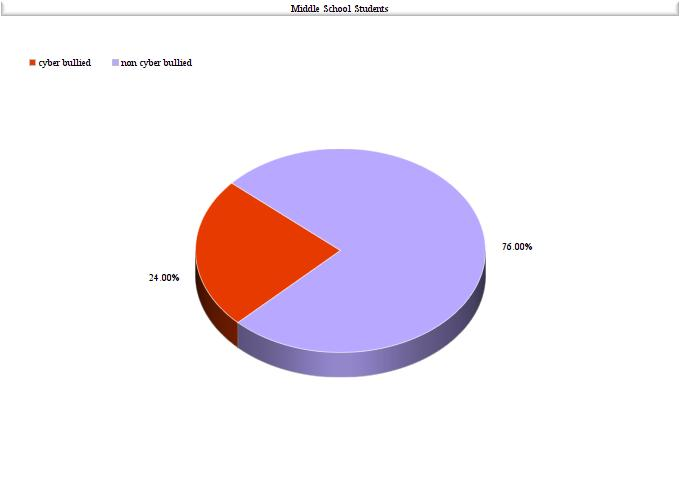 Middle School Students
cyber bullied
non cyber bullied
76.00%
24.00%